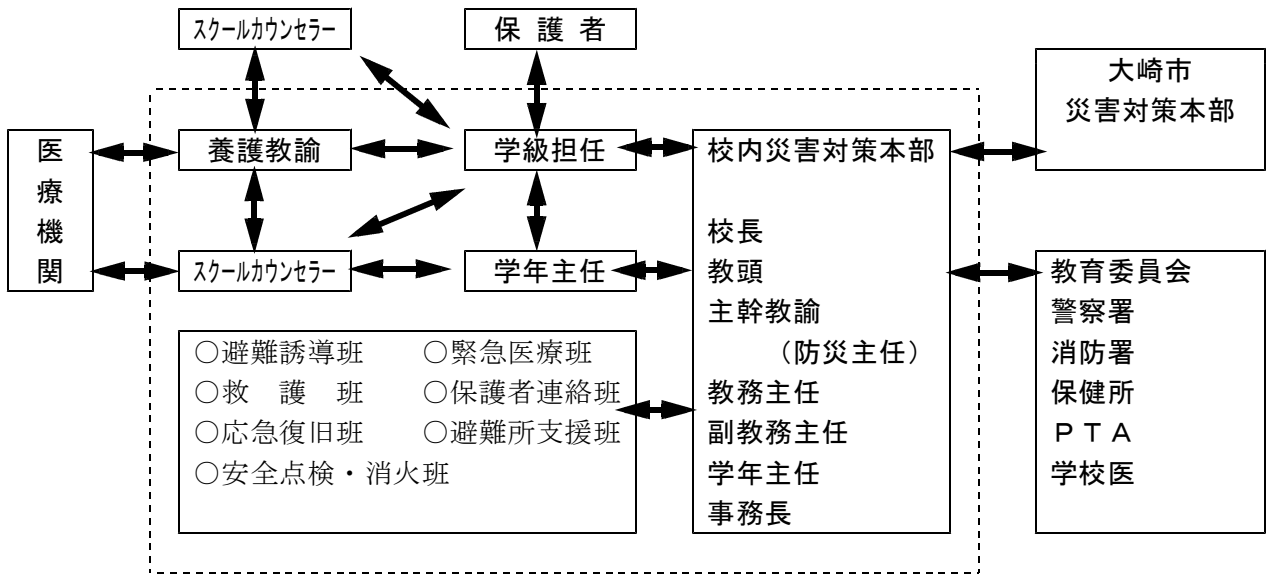 スクールカウンセラー
保 護 者
大崎市
災害対策本部
医療機関
養護教諭
学級担任
校内災害対策本部
校長
教頭
主幹教諭
（防災主任）
教務主任
副教務主任
学年主任
事務長
スクールカウンセラー
学年主任
教育委員会
警察署
消防署
保健所
ＰＴＡ
学校医
○避難誘導班　○緊急医療班
○救　護　班　○保護者連絡班
○応急復旧班　○避難所支援班
○安全点検・消火班